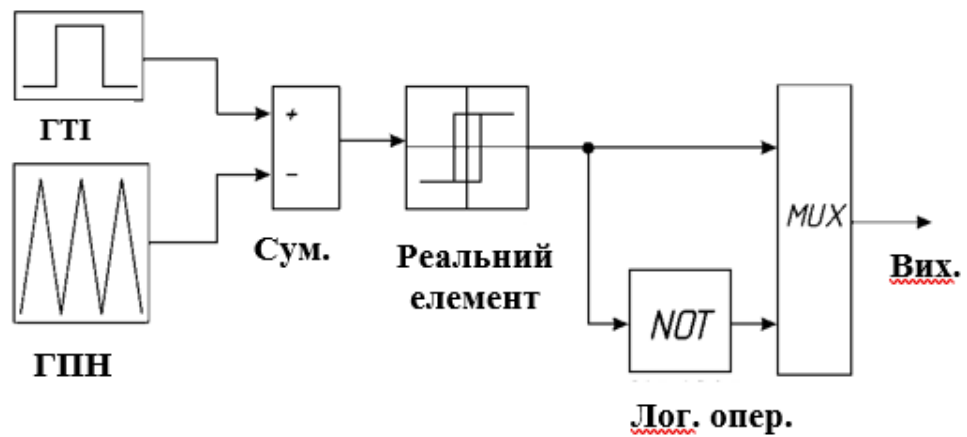 ГТІ
+
−
Сум.
Реальний
елемент
MUX
Вих.
NOT
ГПН
Лог. опер.